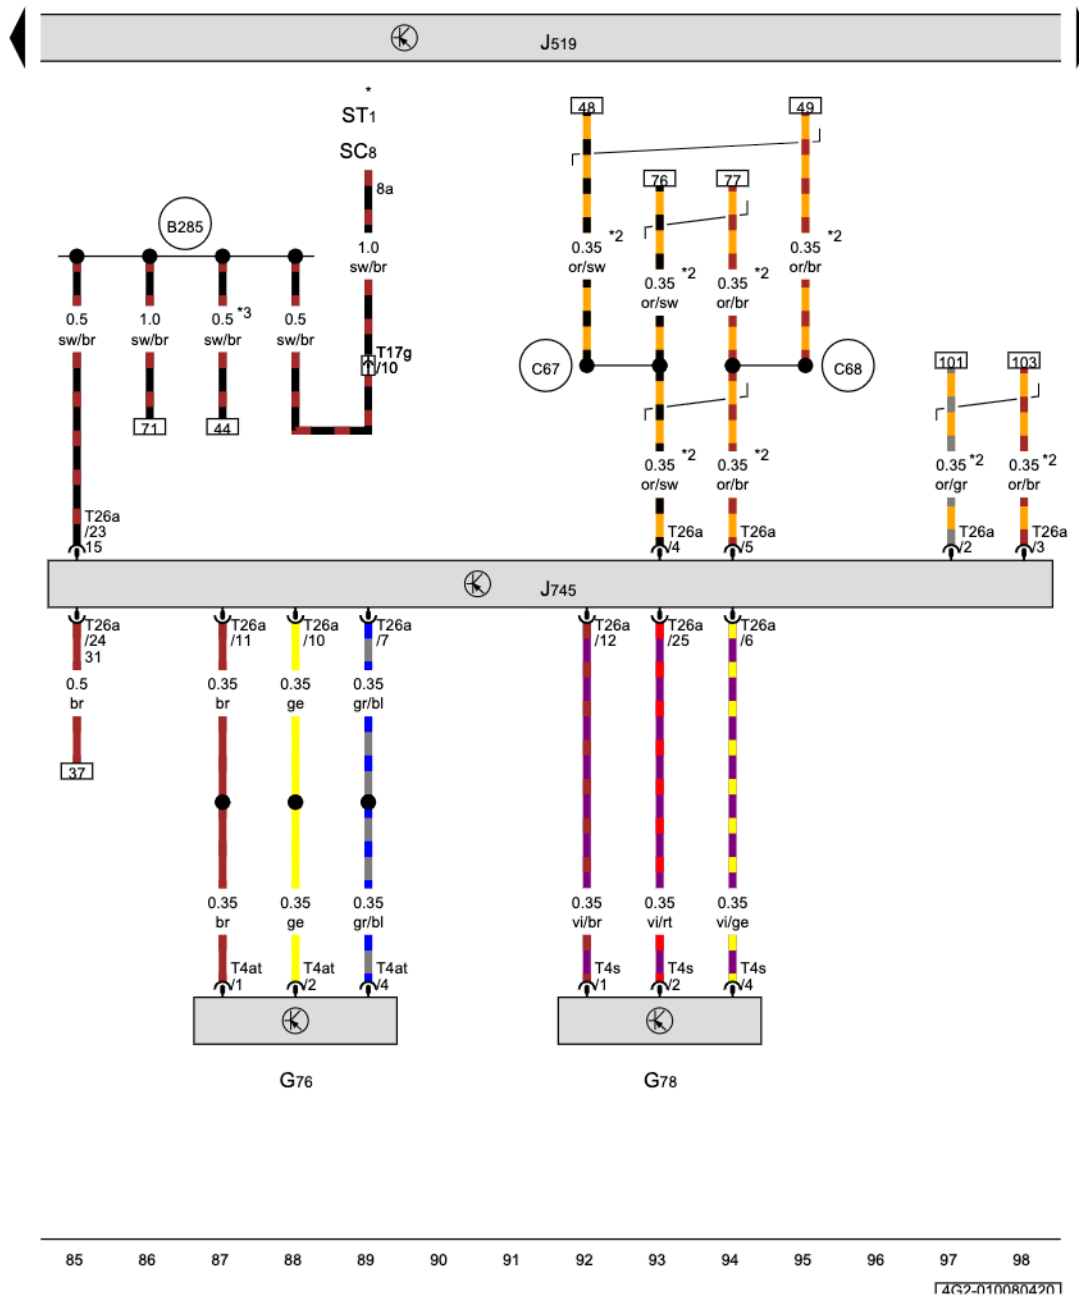 J519
*
ST1
SC8
8a
48
49
76
77
B285
1.0
sw/br
0.35 *2
or/sw
0.35 *2
or/br
0.35 *2
or/sw
0.35 *2
or/br
0.5
sw/br
1.0
sw/br
0.5 *3
sw/br
0.5
sw/br
T17g
/10
C67
C68
101
103
71
44
0.35 *2
or/sw
0.35 *2
or/br
0.35 *2
or/gr
0.35 *2
or/br
T26a
/23
15
T26a
/4
T26a
/5
T26a
/2
T26a
/3
J745
T26a
/24
31
T26a
/11
T26a
/10
T26a
/7
T26a
/12
T26a
/25
T26a
/6
0.5
br
0.35
br
0.35
ge
0.35
gr/bl
37
0.35
br
0.35
ge
0.35
gr/bl
0.35
vi/br
0.35
vi/rt
0.35
vi/ge
T4at
/1
T4at
/2
T4at
/4
T4s
/1
T4s
/2
T4s
/4
G76
G78
85 86 87 88 89 90 91 92 93 94 95 96 97 98
4G2-010080420